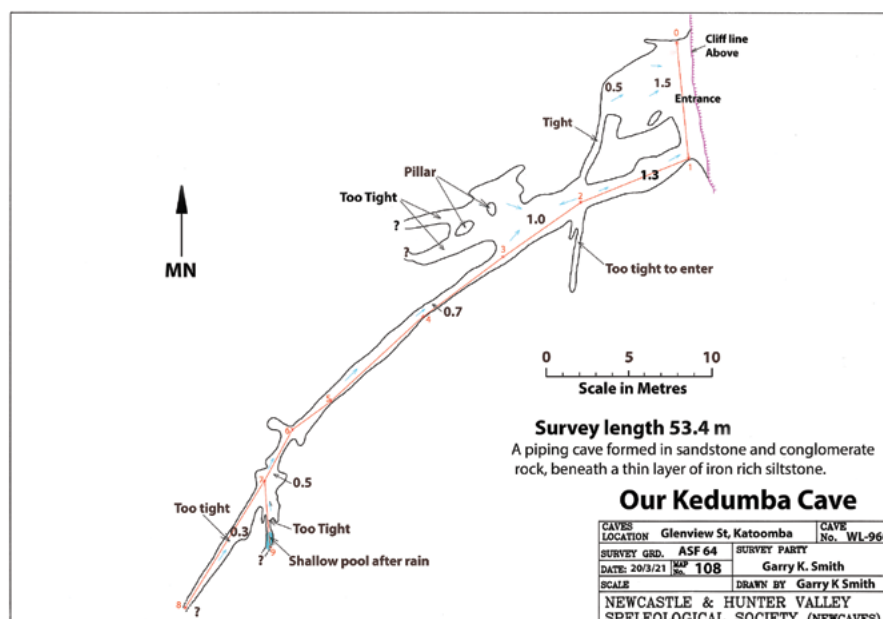 0
Cliff line
Above
0.5
1.5
Entrance
Tight
1
1.3
Pillar
2
Too Tight
?
1.0
?
3
MN
Too tight to enter
0.7
4
0 5 10
Scale in Metres
5
6
Survey length 53.4 m
A piping cave formed in sandstone and conglomerate
rock, beneath a thin layer of iron rich siltstone.
7
0.5
Our Kedumba Cave
Too tight
0.3
Too Tight
9
Shallow pool after rain
?
8
?
CAVES
LOCATION Glenview St, Katoomba CAVE
No.
SURVEY GRD. ASF 64 SURVEY PARTY
DATE: 20/3/21 MAP
No. 108 Garry K. Smith
SCALE DRAWN BY Garry K Smith
NEWCASTLE & HUNTER VALLEY
SPELEOLOGICAL SOCIETY (NEWCAVES)